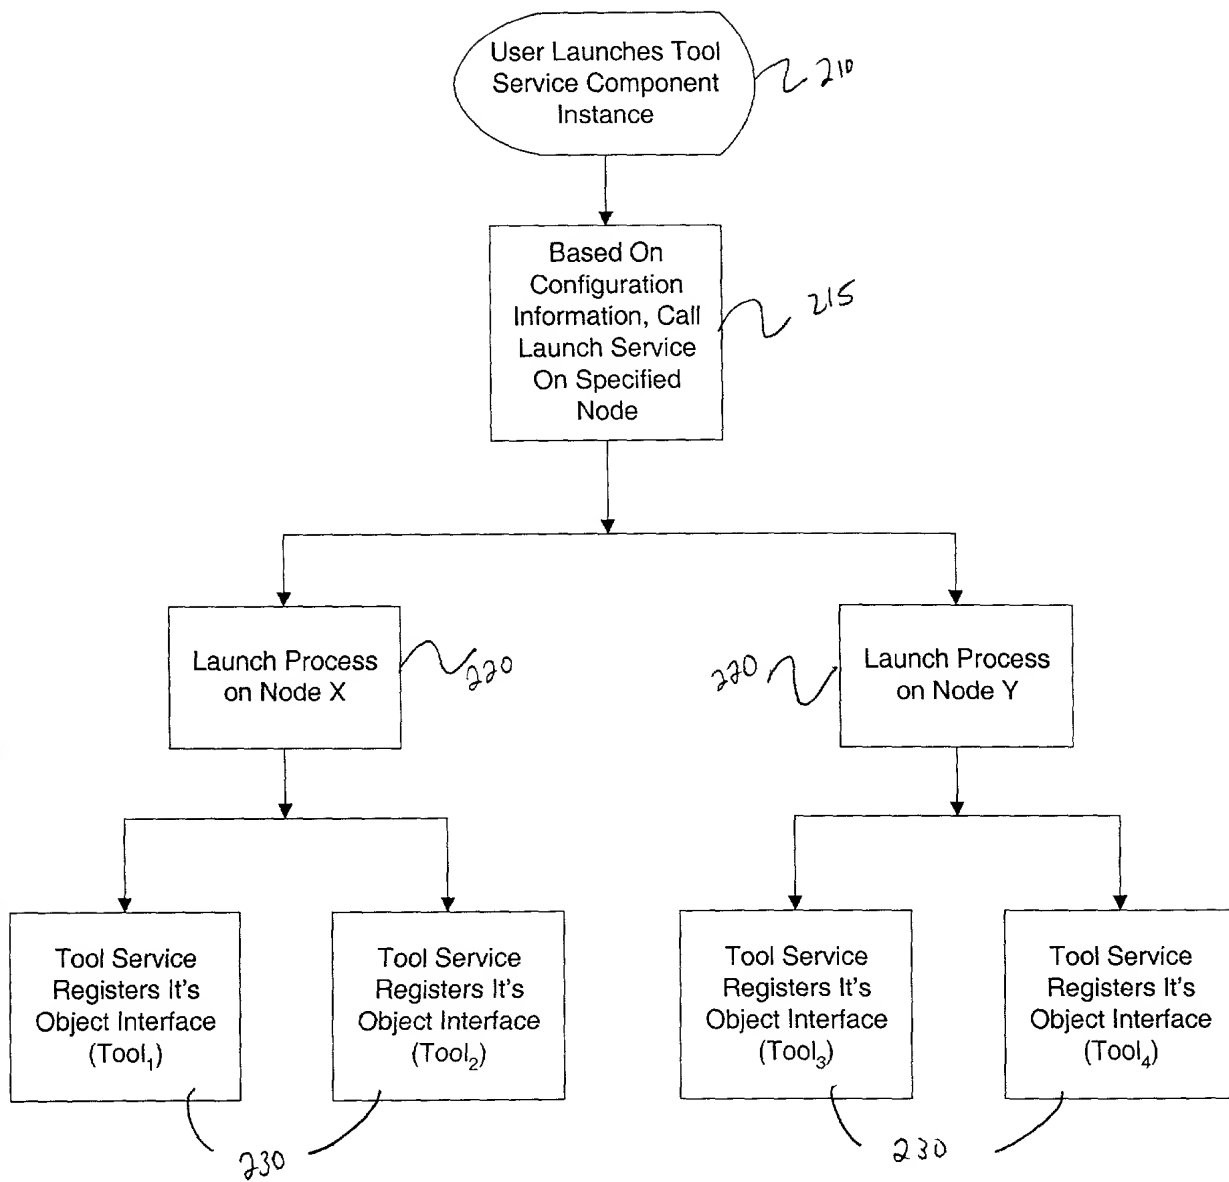 User Launches Tool
Service Component
Instance
210
Based On
Configuration
Information, Call
Launch Service
On Specified
Node
215
Launch Process
on Node X
220
220
Launch Process
on Node Y
Tool Service
Registers It's
Object Interface
(Tool₁)
Tool Service
Registers It's
Object Interface
(Tool₂)
Tool Service
Registers It's
Object Interface
(Tool₃)
Tool Service
Registers It's
Object Interface
(Tool₄)
230
230